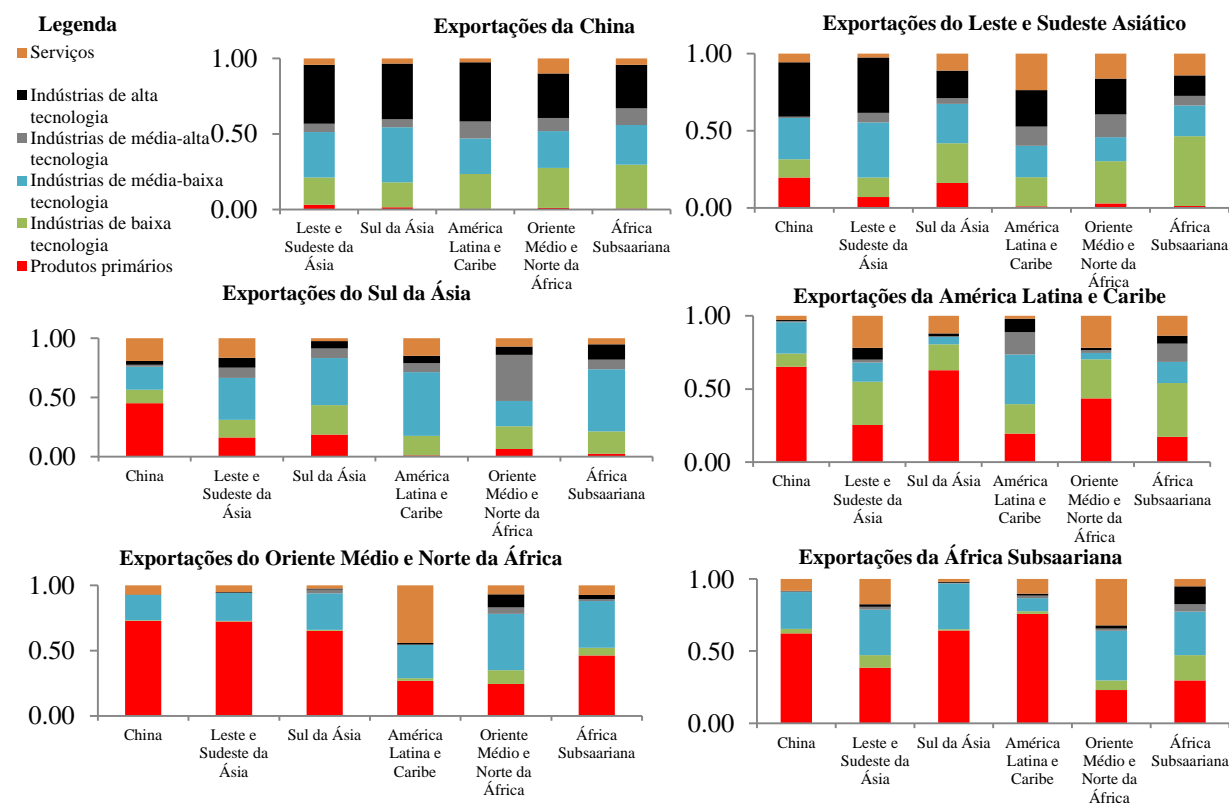 Legenda
Serviços
Indústrias de alta
tecnologia
Indústrias de média-alta
tecnologia
Indústrias de média-baixa
tecnologia
Indústrias de baixa
tecnologia
Produtos primários
Exportações da China
1.00
0.50
0.00
Leste e
Sudeste da
Ásia
Sul da Ásia
América
Latina e
Caribe
Oriente
Médio e
Norte da
África
África
Subsaariana
Exportações do Leste e Sudeste Asiático
1.00
0.50
0.00
China
Leste e
Sudeste da
Ásia
Sul da Ásia
América
Latina e
Caribe
Oriente
Médio e
Norte da
África
África
Subsaariana
Exportações do Sul da Ásia
1.00
0.50
0.00
China
Leste e
Sudeste da
Ásia
Sul da Ásia
América
Latina e
Caribe
Oriente
Médio e
Norte da
África
África
Subsaariana
Exportações da América Latina e Caribe
1.00
0.50
0.00
China
Leste e
Sudeste da
Ásia
Sul da Ásia
América
Latina e
Caribe
Oriente
Médio e
Norte da
África
África
Subsaariana
Exportações do Oriente Médio e Norte da África
1.00
0.50
0.00
China
Leste e
Sudeste da
Ásia
Sul da Ásia
América
Latina e
Caribe
Oriente
Médio e
Norte da
África
África
Subsaariana
Exportações da África Subsaariana
1.00
0.50
0.00
China
Leste e
Sudeste da
Ásia
Sul da Ásia
América
Latina e
Caribe
Oriente
Médio e
Norte da
África
África
Subsaariana